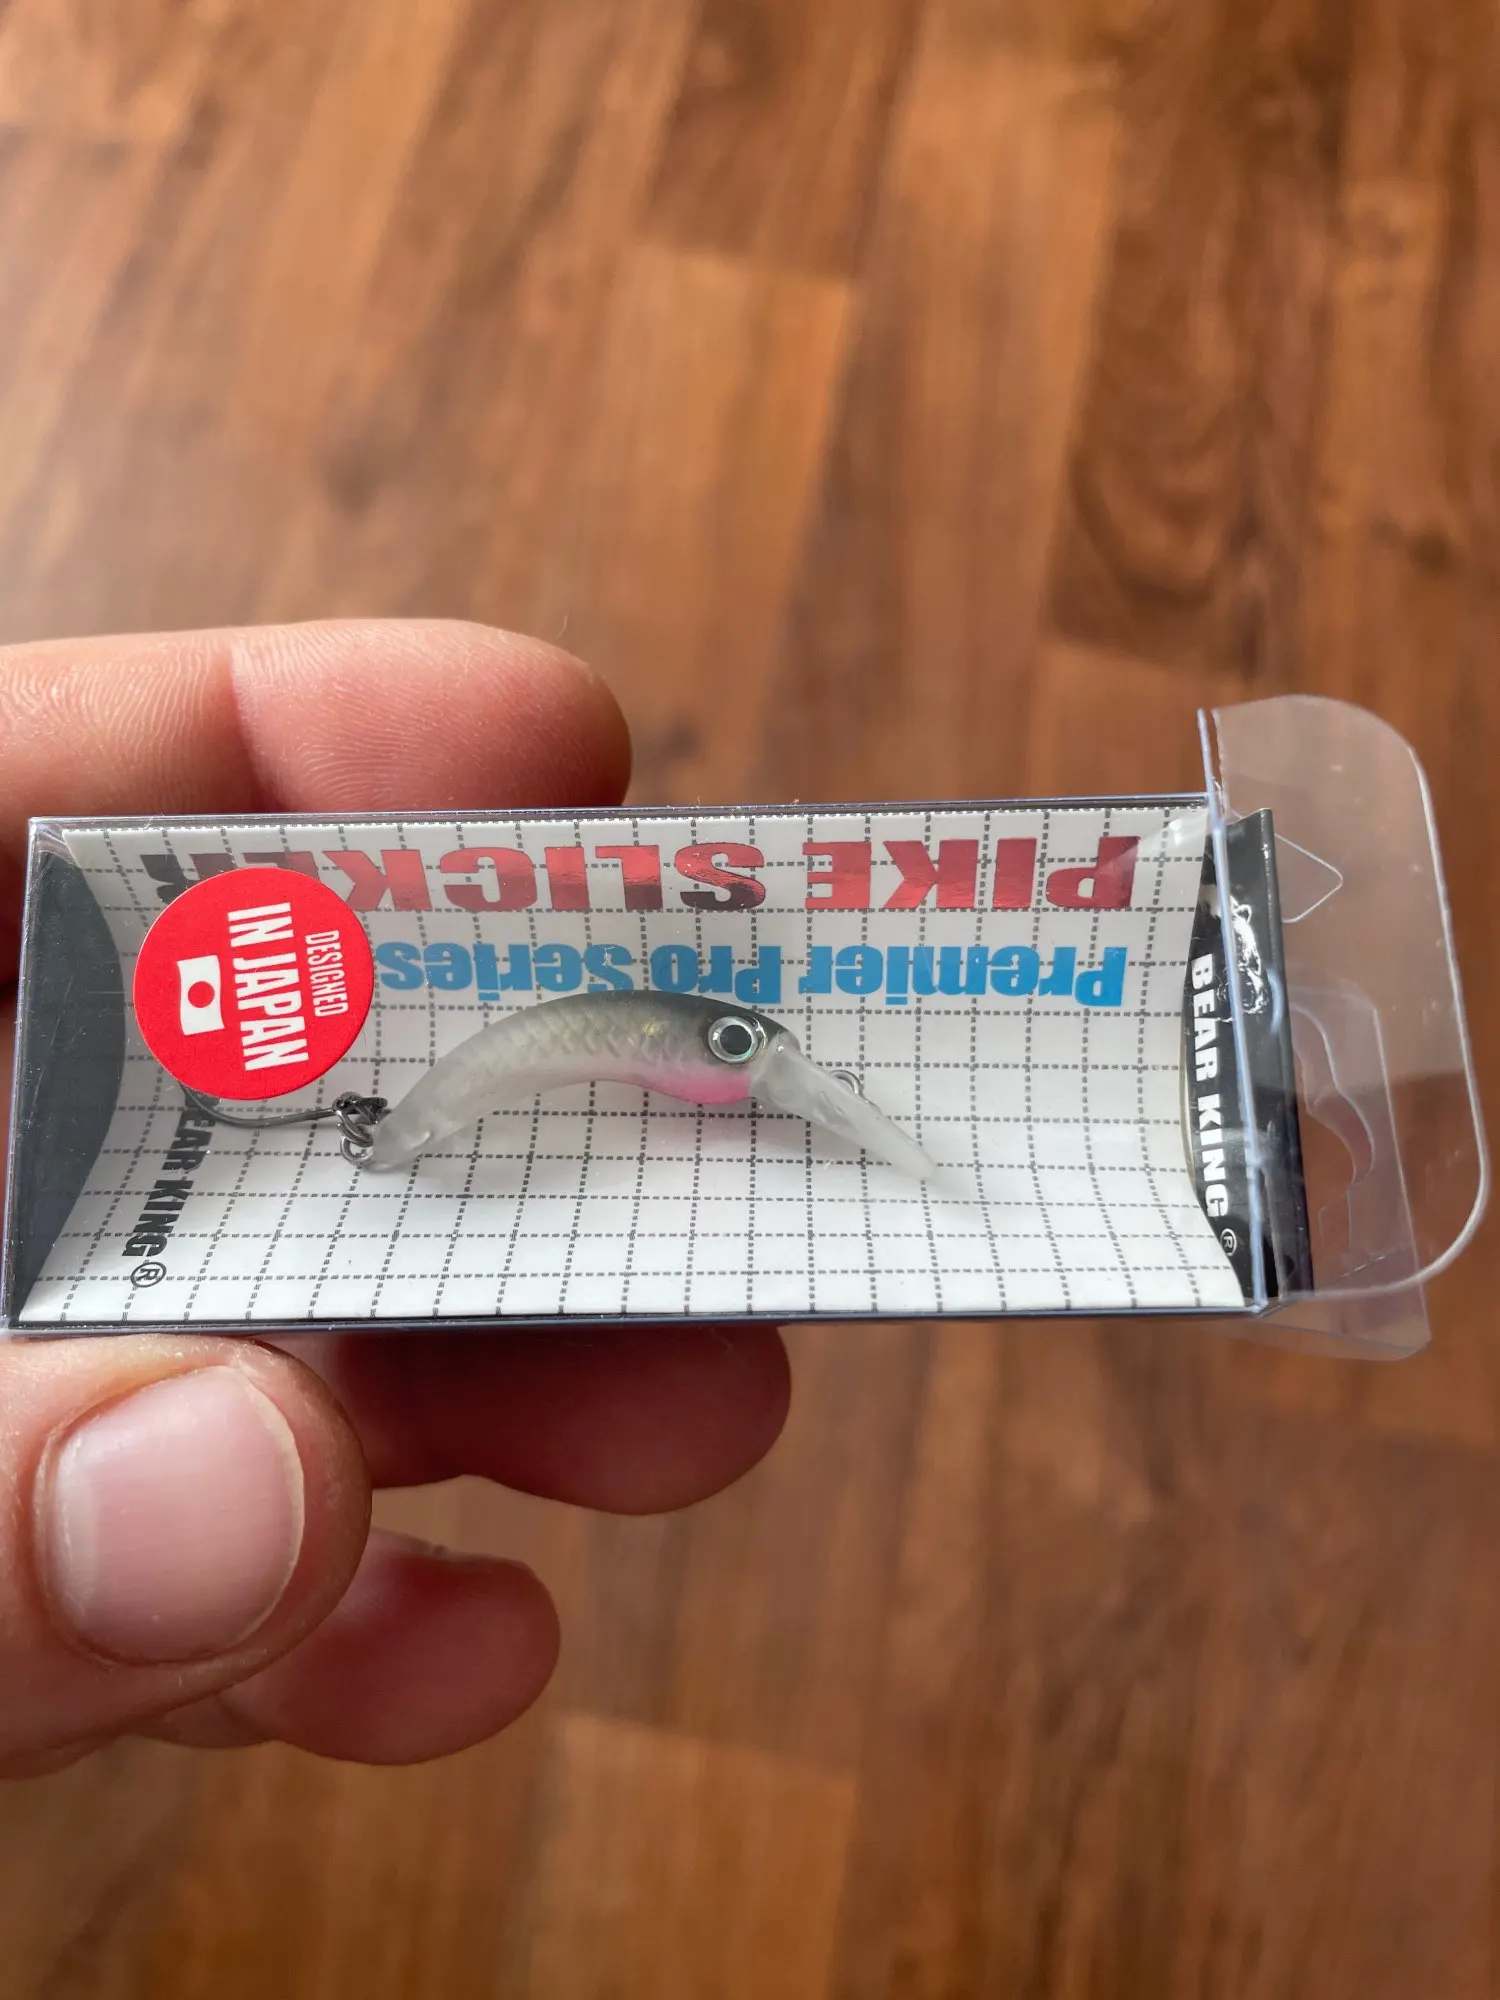 PIKE SLICKER
Premier Pro Series
DESIGNED
IN JAPAN
BEAR KING®
BEAR KING®